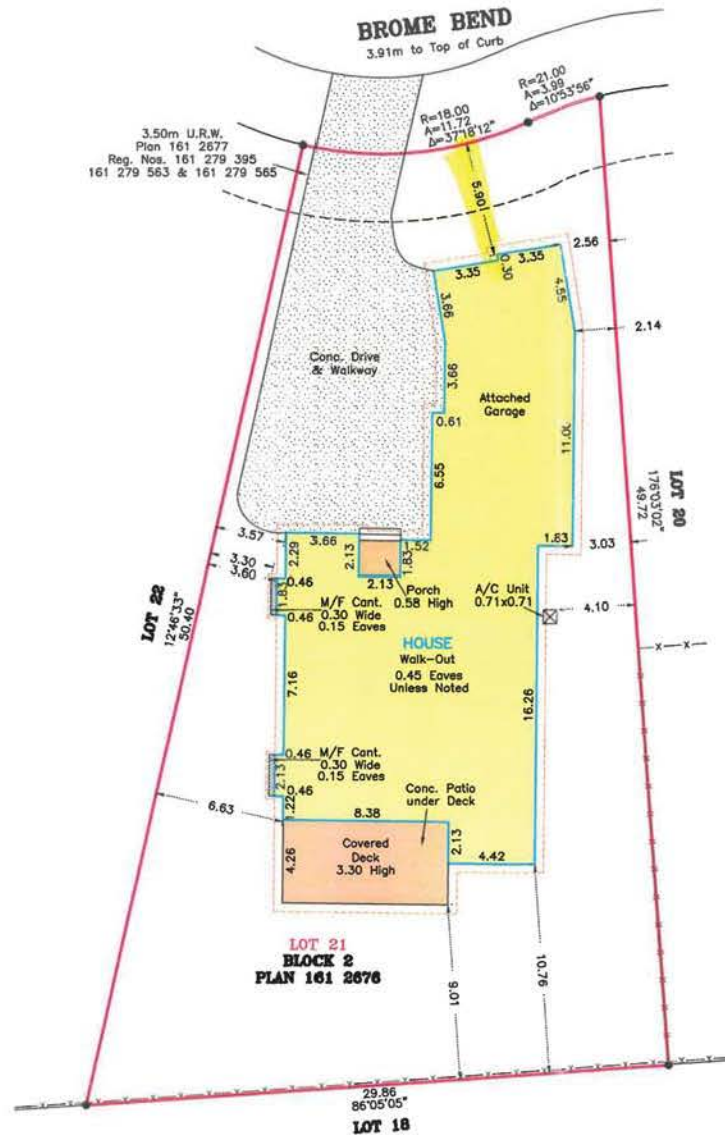 BROME BEND
3.91m to Top of Curb
R=21.00
A=3.99
Δ=10°53'56"
R=18.00
A=11.72
Δ=37°18'12"
3.50m U.R.W.
Plan 161 2677
Reg. Nos. 161 279 395
161 279 563 & 161 279 565
5.90
2.56
3.35
0.30
3.35
4.55
3.66
2.14
Conc. Drive
& Walkway
3.66
Attached
Garage
0.61
11.00
6.55
LOT 20
176°03'02"
49.72
3.57
3.66
2.29
2.13
1.52
1.83
1.83
3.03
3.30
3.60
0.46
1.83
2.13
Porch
0.58 High
A/C Unit
0.71x0.71
4.10
0.46
M/F Cant.
0.30 Wide
0.15 Eaves
LOT 22
12°46'33"
50.40
HOUSE
Walk-Out
0.45 Eaves
Unless Noted
7.16
16.26
0.46
M/F Cant.
0.30 Wide
0.15 Eaves
2.13
0.46
6.63
1.22
8.38
Conc. Patio
under Deck
2.13
4.26
Covered
Deck
3.30 High
4.42
LOT 21
BLOCK 2
PLAN 161 2676
9.01
10.76
29.86
86°05'05"
LOT 18